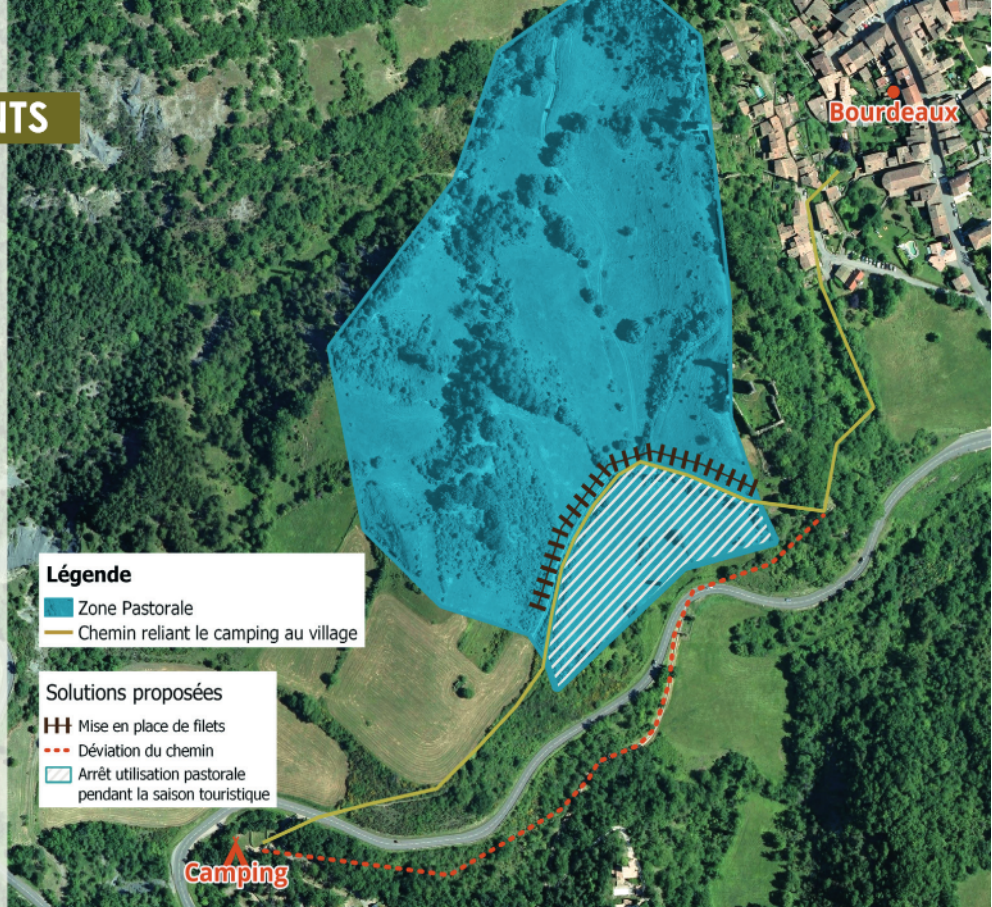 NTS
Bourdeaux
Légende
Zone Pastorale
Chemin reliant le camping au village
Solutions proposées
Mise en place de filets
Déviation du chemin
Arrêt utilisation pastorale
pendant la saison touristique
Camping